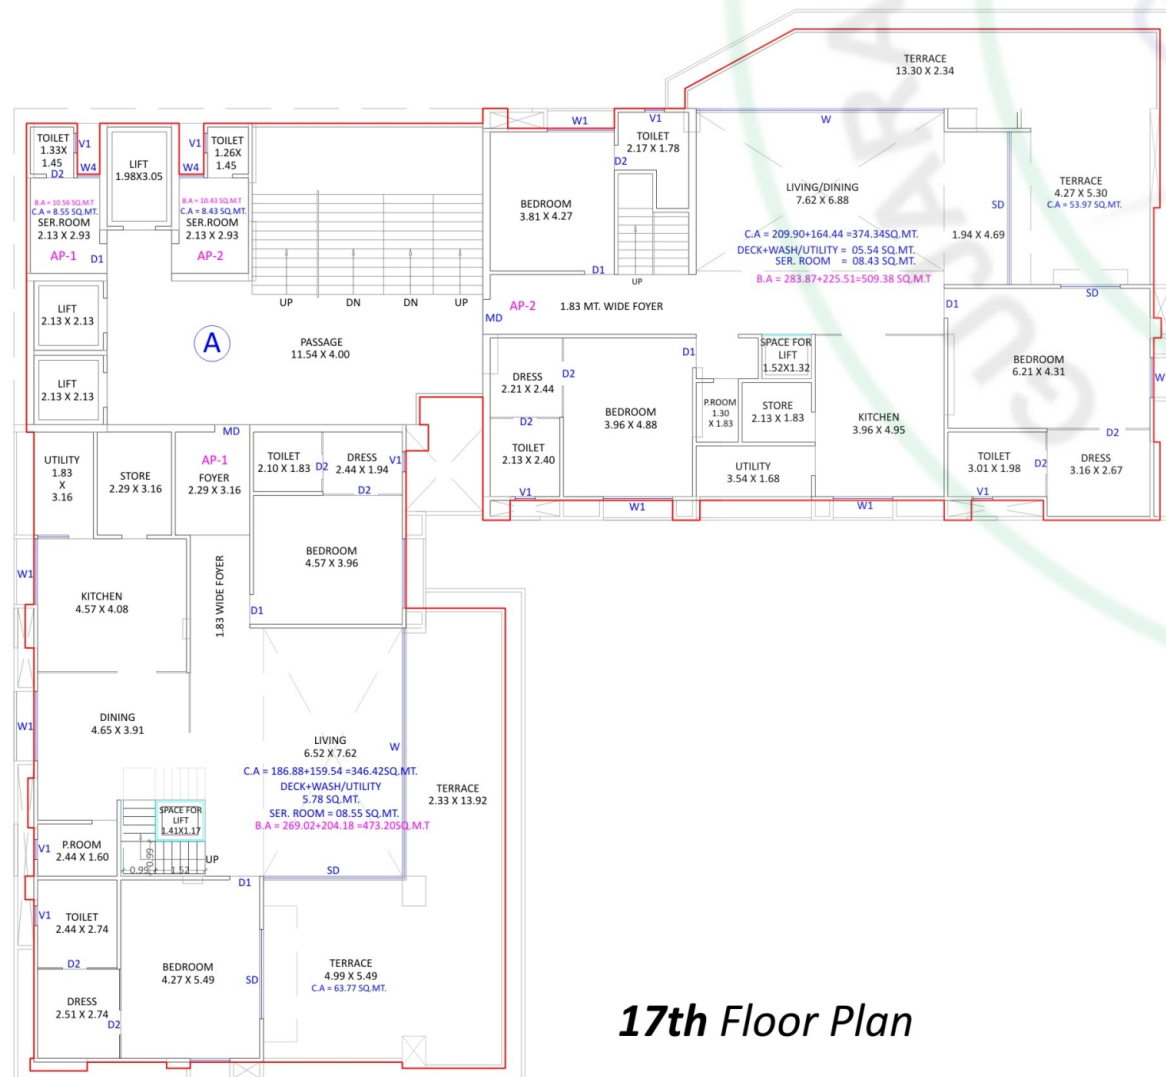 TERRACE
13.30 X 2.34
W1
V1
W
TOILET
1.33X
1.45
V1
D2
W4
LIFT
1.98X3.05
V1
W4
TOILET
1.26X
1.45
TOILET
2.17 X 1.78
D2
B.A = 10.56 SQ.M.T
C.A = 8.55 SQ.MT.
SER.ROOM
2.13 X 2.93
AP-1
D1
B.A = 10.43 SQ.M.T
C.A = 8.43 SQ.MT.
SER.ROOM
2.13 X 2.93
AP-2
BEDROOM
3.81 X 4.27
D1
LIVING/DINING
7.62 X 6.88
C.A = 209.90+164.44 =374.34SQ.MT.
DECK+WASH/UTILITY = 05.54 SQ.MT.
SER. ROOM = 08.43 SQ.MT.
B.A = 283.87+225.51=509.38 SQ.M.T
TERRACE
4.27 X 5.30
C.A = 53.97 SQ.MT.
SD
1.94 X 4.69
SD
UP
UP
DN
DN
UP
LIFT
2.13 X 2.13
A
PASSAGE
11.54 X 4.00
MD
AP-2
1.83 MT. WIDE FOYER
D1
LIFT
2.13 X 2.13
DRESS
2.21 X 2.44
D2
D1
SPACE FOR
LIFT
1.52X1.32
BEDROOM
6.21 X 4.31
W
BEDROOM
3.96 X 4.88
P.ROOM
1.30
X 1.83
STORE
2.13 X 1.83
KITCHEN
3.96 X 4.95
D2
TOILET
2.13 X 2.40
V1
W1
UTILITY
3.54 X 1.68
W1
D2
TOILET
3.01 X 1.98
V1
D2
DRESS
3.16 X 2.67
MD
UTILITY
1.83
X
3.16
STORE
2.29 X 3.16
AP-1
FOYER
2.29 X 3.16
TOILET
2.10 X 1.83
D2
DRESS
2.44 X 1.94
V1
D2
BEDROOM
4.57 X 3.96
D1
W1
KITCHEN
4.57 X 4.08
1.83 WIDE FOYER
W1
DINING
4.65 X 3.91
LIVING
6.52 X 7.62
W
C.A = 186.88+159.54 =346.42SQ.MT.
DECK+WASH/UTILITY
5.78 SQ.MT.
SER. ROOM = 08.55 SQ.MT.
B.A = 269.02+204.18 =473.20SQ.M.T
TERRACE
2.33 X 13.92
SPACE FOR
LIFT
1.41X1.17
V1
P.ROOM
2.44 X 1.60
0.99
0.99
1.52
UP
D1
SD
V1
TOILET
2.44 X 2.74
D2
BEDROOM
4.27 X 5.49
SD
TERRACE
4.99 X 5.49
C.A = 63.77 SQ.MT.
DRESS
2.51 X 2.74
D2
17th Floor Plan
GUJARA